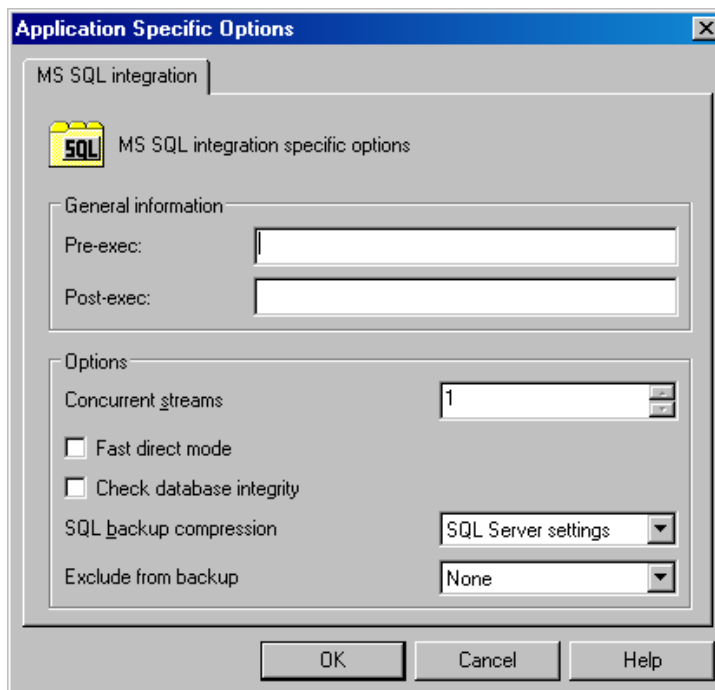 Application Specific Options
MS SQL integration
SQL MS SQL integration specific options
General information
Pre-exec:
Post-exec:
Options
Concurrent streams 1
Fast direct mode
Check database integrity
SQL backup compression SQL Server settings
Exclude from backup None
OK Cancel Help